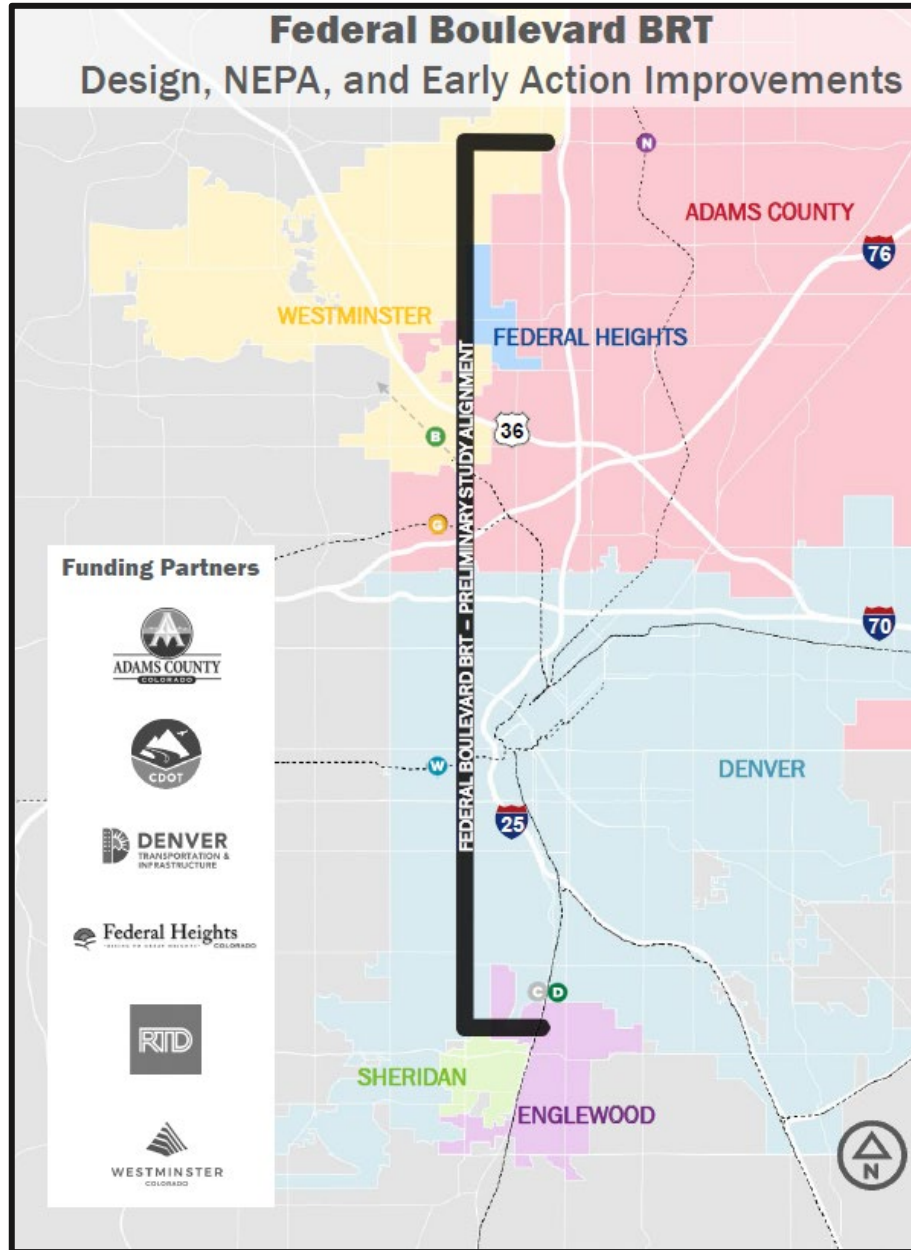 Federal Boulevard BRT
Design, NEPA, and Early Action Improvements
N
ADAMS COUNTY
76
WESTMINSTER
FEDERAL HEIGHTS
36
B
G
FEDERAL BOULEVARD BRT – PRELIMINARY STUDY ALIGNMENT
Funding Partners
ADAMS COUNTY
COLORADO
CDOT
DENVER
TRANSPORTATION &
INFRASTRUCTURE
Federal Heights
COLORADO
RTD
WESTMINSTER
COLORADO
70
W
DENVER
25
C D
SHERIDAN
ENGLEWOOD
N